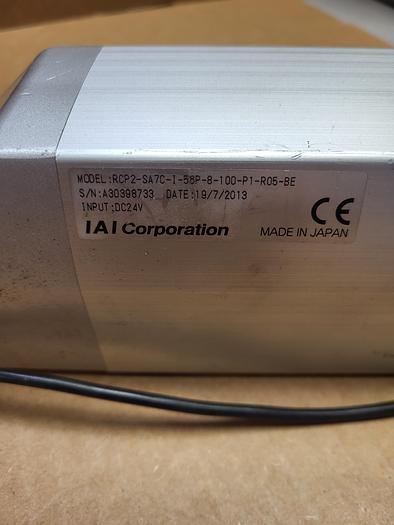 MODEL:RCP2-SA7C-I-56P-8-100-P1-R05-BE
S/N:A30398733 DATE:19/7/2013
INPUT:DC24V
CE
IAI Corporation
MADE IN JAPAN